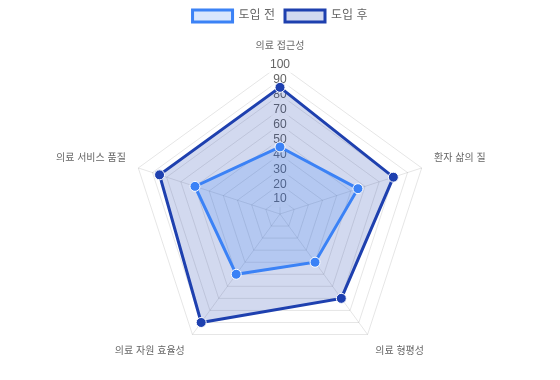 도입 전 도입 후
의료 접근성
100
90
80
70
60
50
40
30
20
10
의료 서비스 품질
환자 삶의 질
의료 자원 효율성
의료 형평성